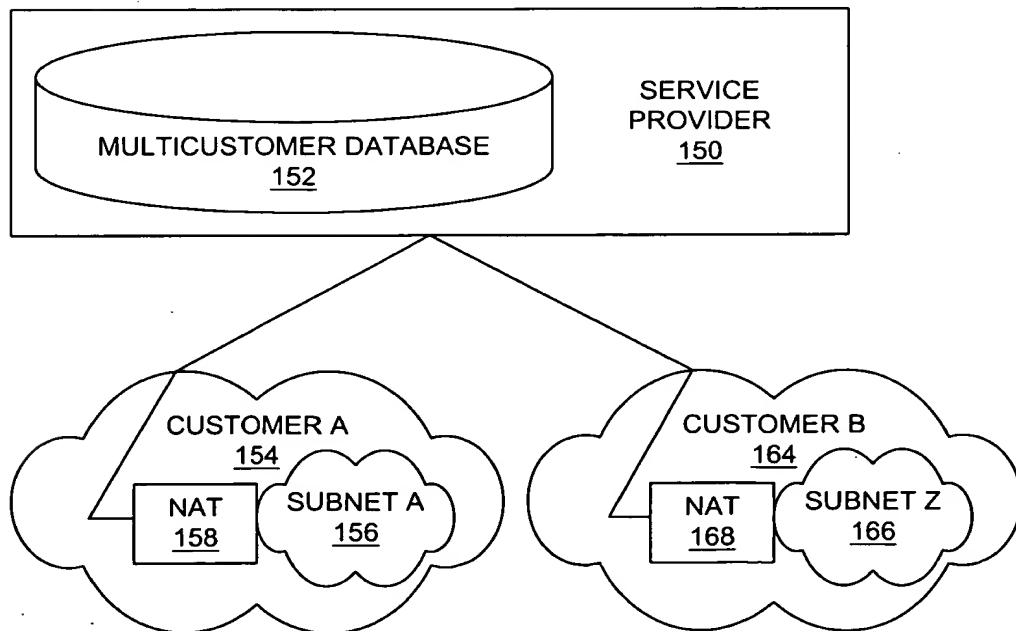 SERVICE
PROVIDER
150
MULTICUSTOMER DATABASE
152
CUSTOMER A
154
NAT
158
SUBNET A
156
CUSTOMER B
164
NAT
168
SUBNET Z
166